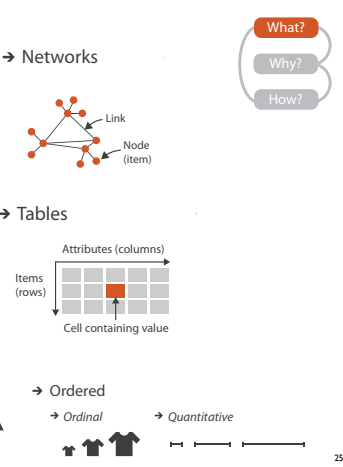 What?
Why?
How?
→ Networks
Link
Node
(item)
→ Tables
Attributes (columns)
Items
(rows)
Cell containing value
→ Ordered
→ Ordinal
→ Quantitative
25